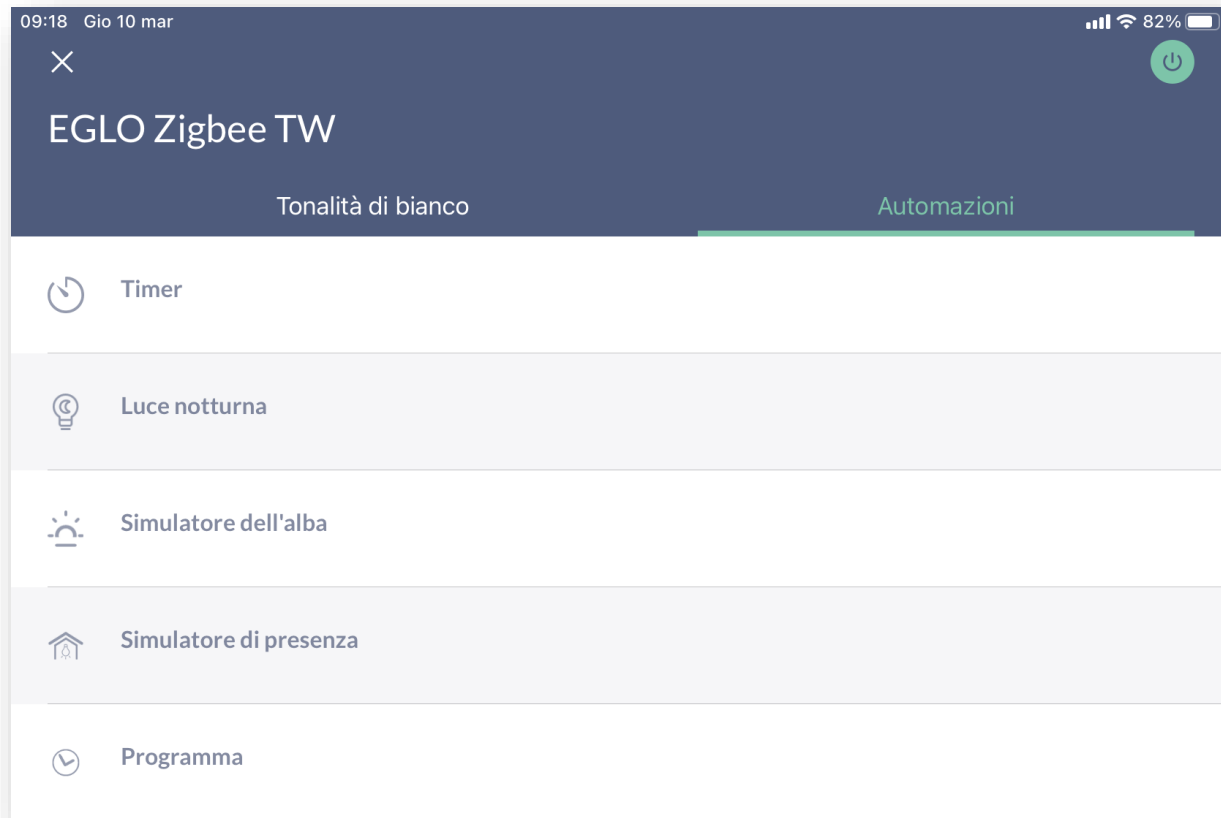 09:18 Gio 10 mar 82%
EGLO Zigbee TW
Tonalità di bianco Automazioni
Timer
Luce notturna
Simulatore dell'alba
Simulatore di presenza
Programma